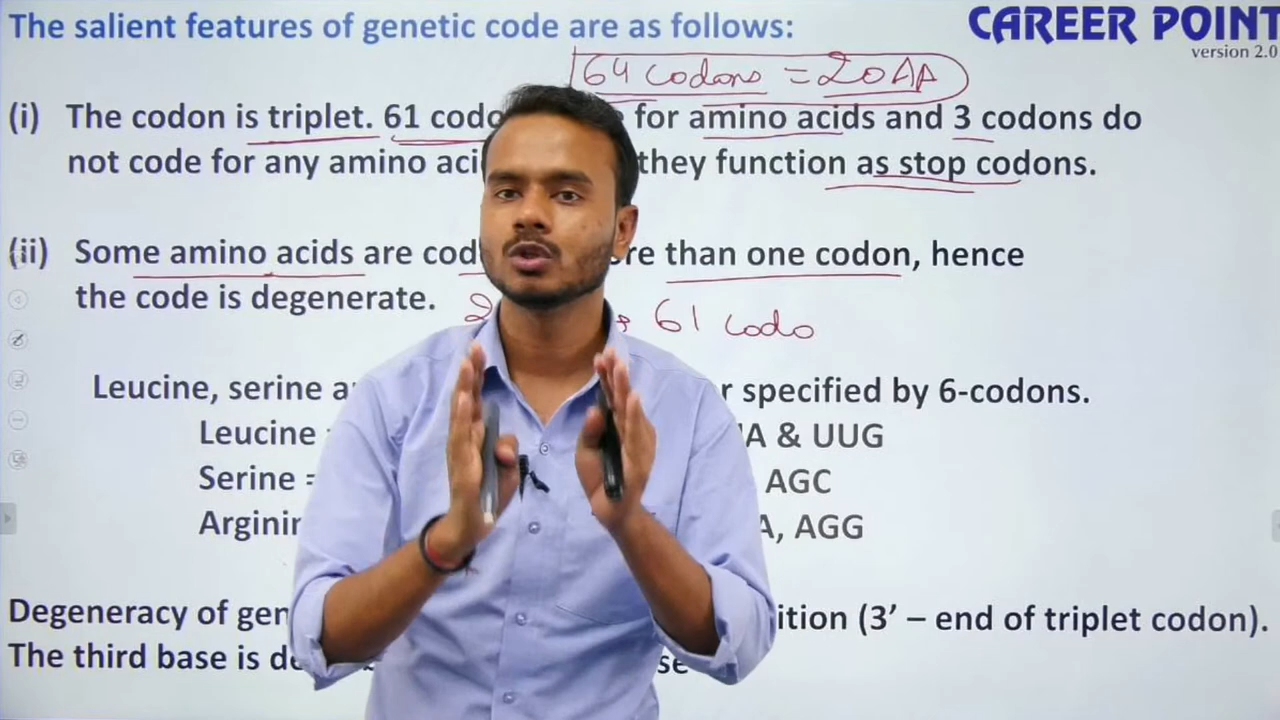 The salient features of genetic code are as follows:
CAREER POINT
version 2.0
64 codons = 20 AA
(i) The codon is triplet. 61 codo for amino acids and 3 codons do
not code for any amino aci they function as stop codons.
(ii) Some amino acids are cod re than one codon, hence
the code is degenerate.
2 61 codo
Leucine, serine a r specified by 6-codons.
Leucine A & UUG
Serine = AGC
Arginin A, AGG
Degeneracy of gen ition (3’ – end of triplet codon).
The third base is de se